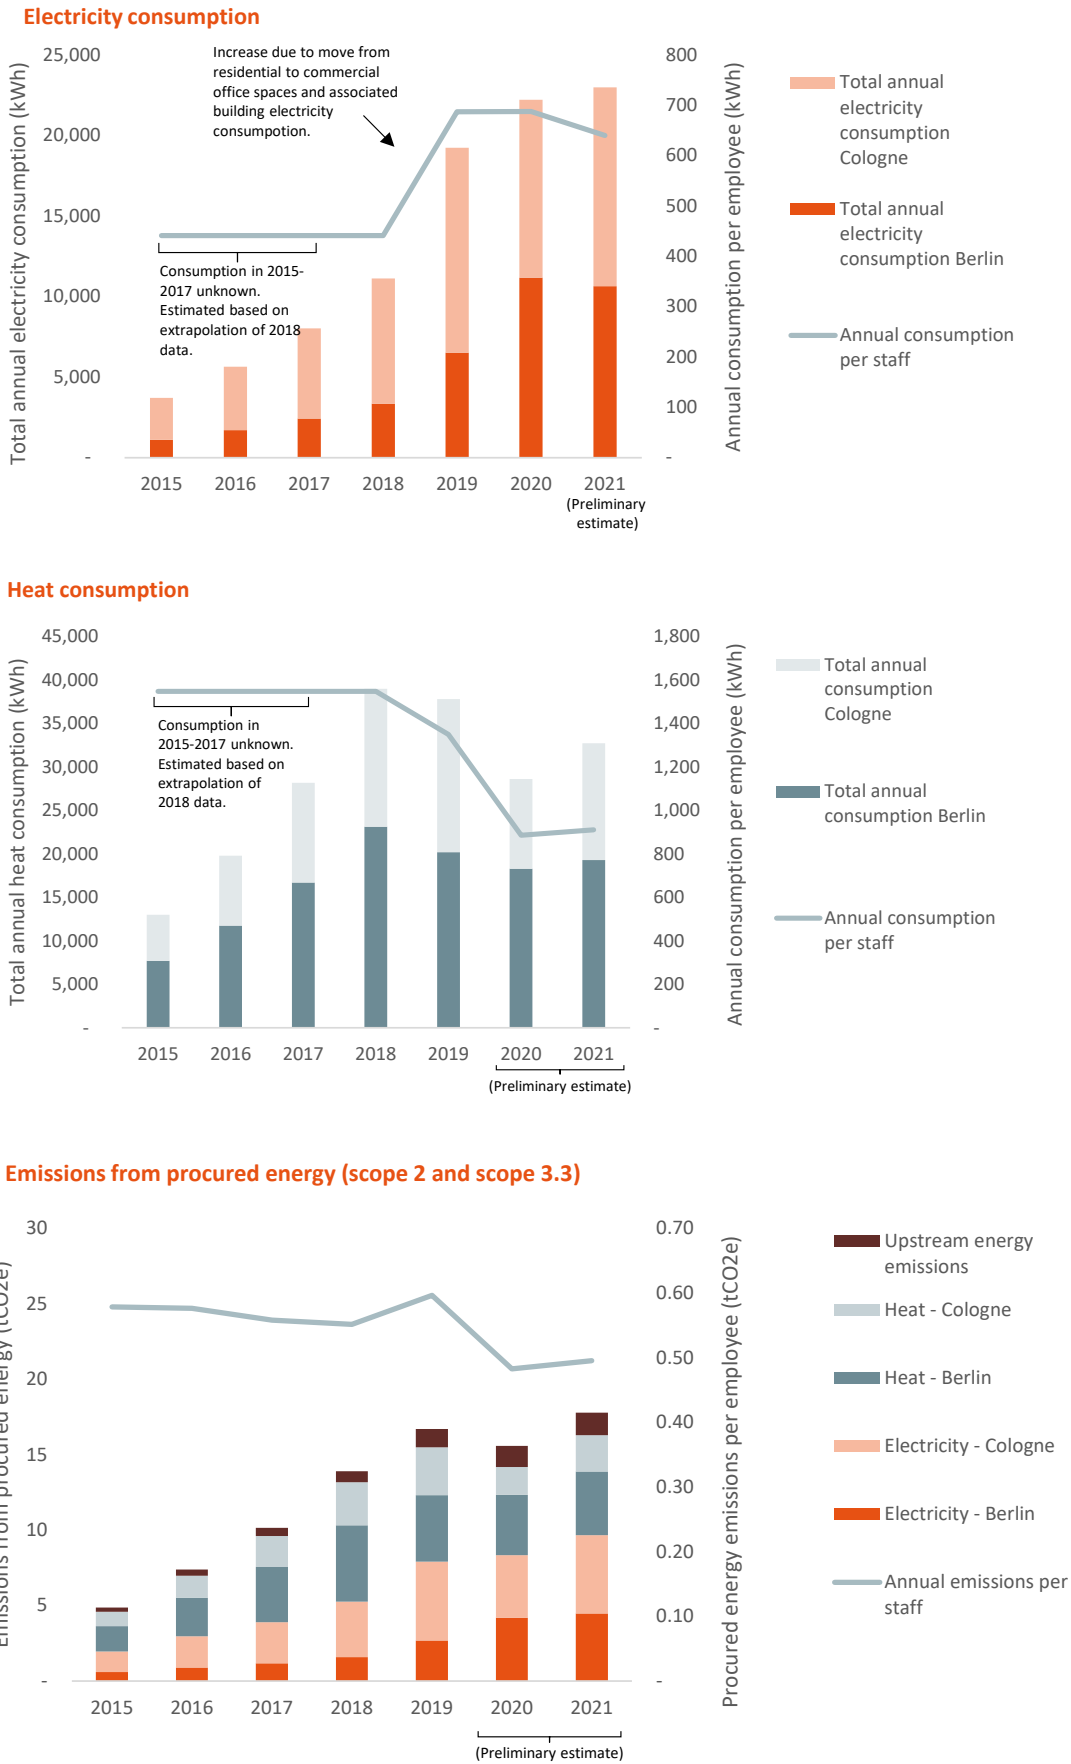 Electricity consumption
Total annual electricity consumption (kWh)
25,000
20,000
15,000
10,000
5,000
-
Increase due to move from
residential to commercial
office spaces and associated
building electricity
consumpotion.
Consumption in 2015-
2017 unknown.
Estimated based on
extrapolation of 2018
data.
2015
2016
2017
2018
2019
2020
2021
(Preliminary
estimate)
800
700
600
500
400
300
200
100
-
Annual consumption per employee (kWh)
Total annual
electricity
consumption
Cologne
Total annual
electricity
consumption Berlin
Annual consumption
per staff
Heat consumption
Total annual heat consumption (kWh)
45,000
40,000
35,000
30,000
25,000
20,000
15,000
10,000
5,000
-
Consumption in
2015-2017 unknown.
Estimated based on
extrapolation of
2018 data.
2015
2016
2017
2018
2019
2020
2021
(Preliminary estimate)
1,800
1,600
1,400
1,200
1,000
800
600
400
200
-
Annual consumption per employee (kWh)
Total annual
consumption
Cologne
Total annual
consumption Berlin
Annual consumption
per staff
Emissions from procured energy (scope 2 and scope 3.3)
Emissions from procured energy (tCO2e)
30
25
20
15
10
5
-
2015
2016
2017
2018
2019
2020
2021
(Preliminary estimate)
0.70
0.60
0.50
0.40
0.30
0.20
0.10
-
Procured energy emissions per employee (tCO2e)
Upstream energy
emissions
Heat - Cologne
Heat - Berlin
Electricity - Cologne
Electricity - Berlin
Annual emissions per
staff